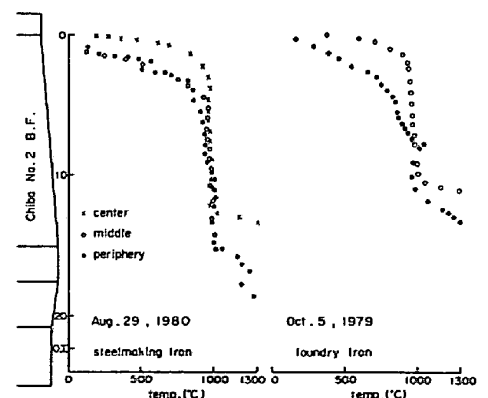 Chiba No.2 B.F.
0
10
20
× center
○ middle
● periphery
Aug. 29, 1980
steelmaking iron
0 500 1000 1300
temp. (°C)
Oct. 5, 1979
foundry iron
0 500 1000 1300
temp. (°C)